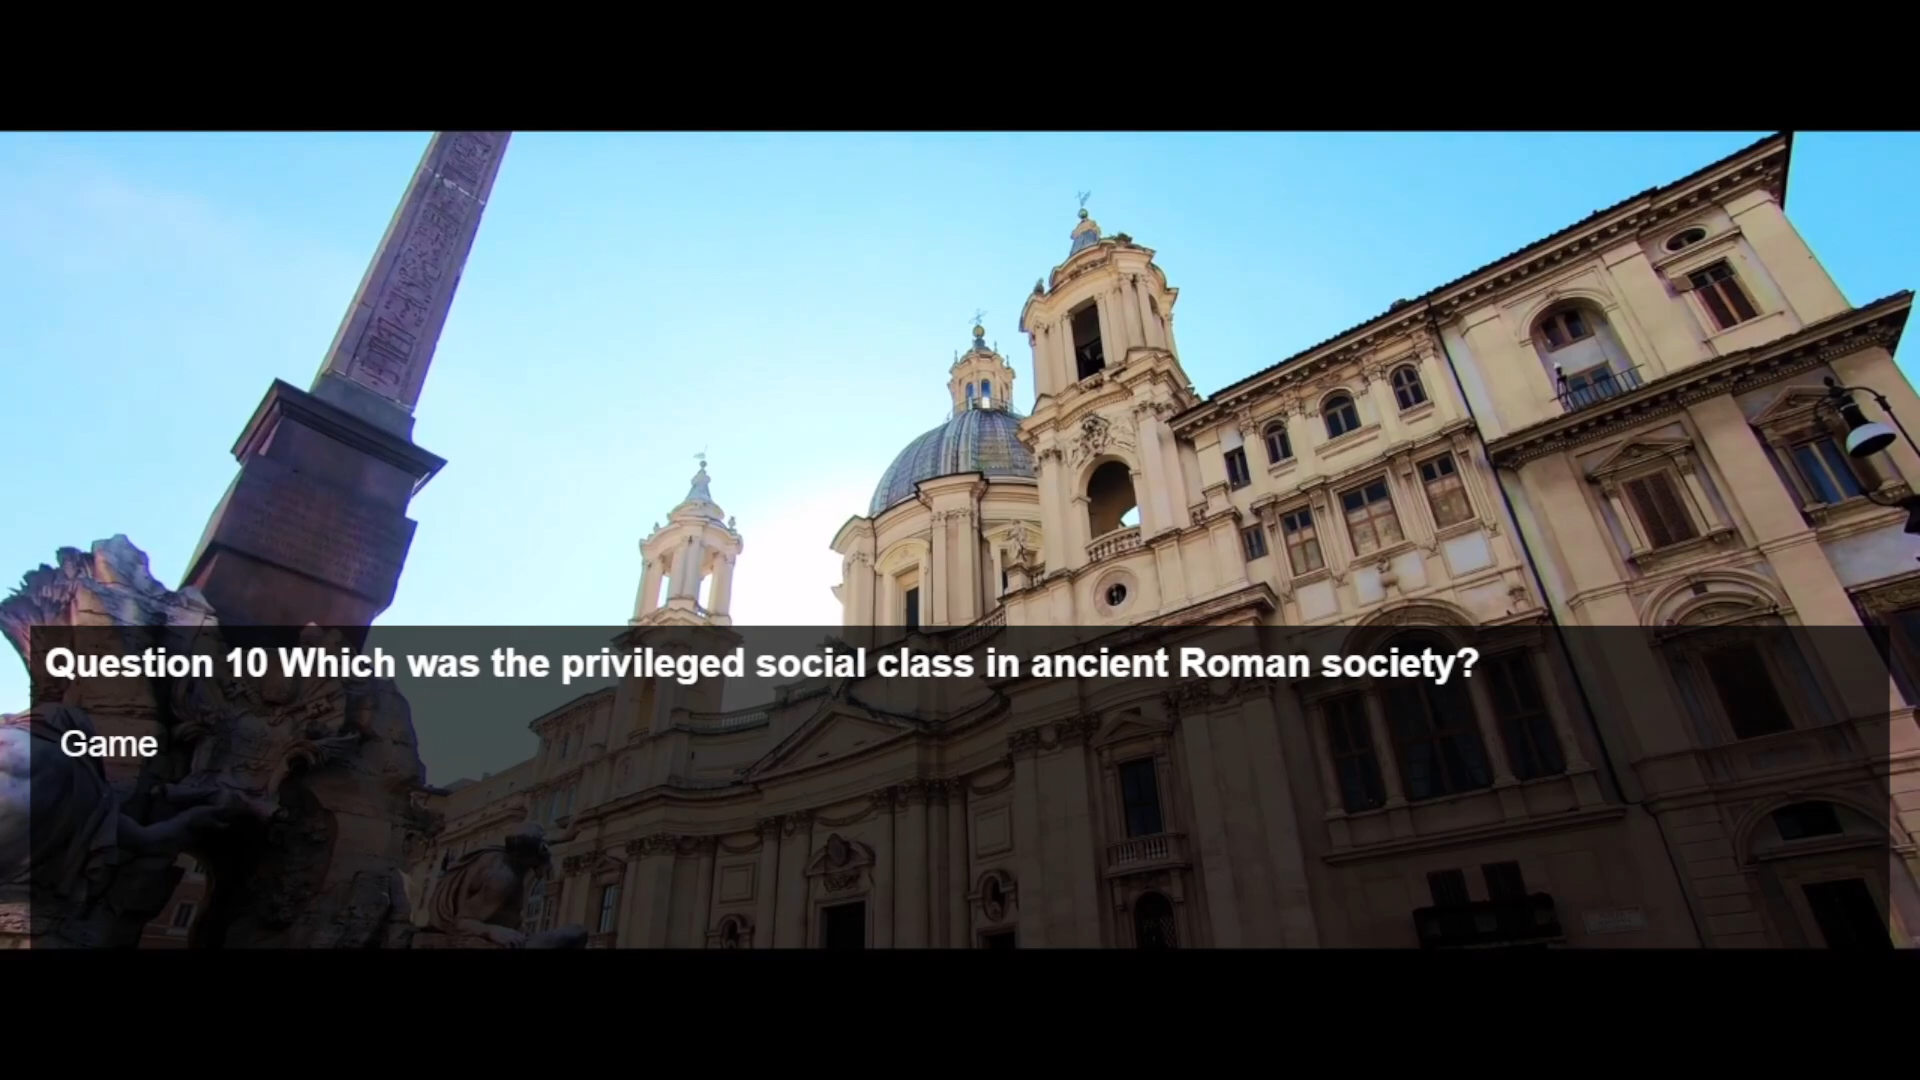 Question 10 Which was the privileged social class in ancient Roman society?
Game